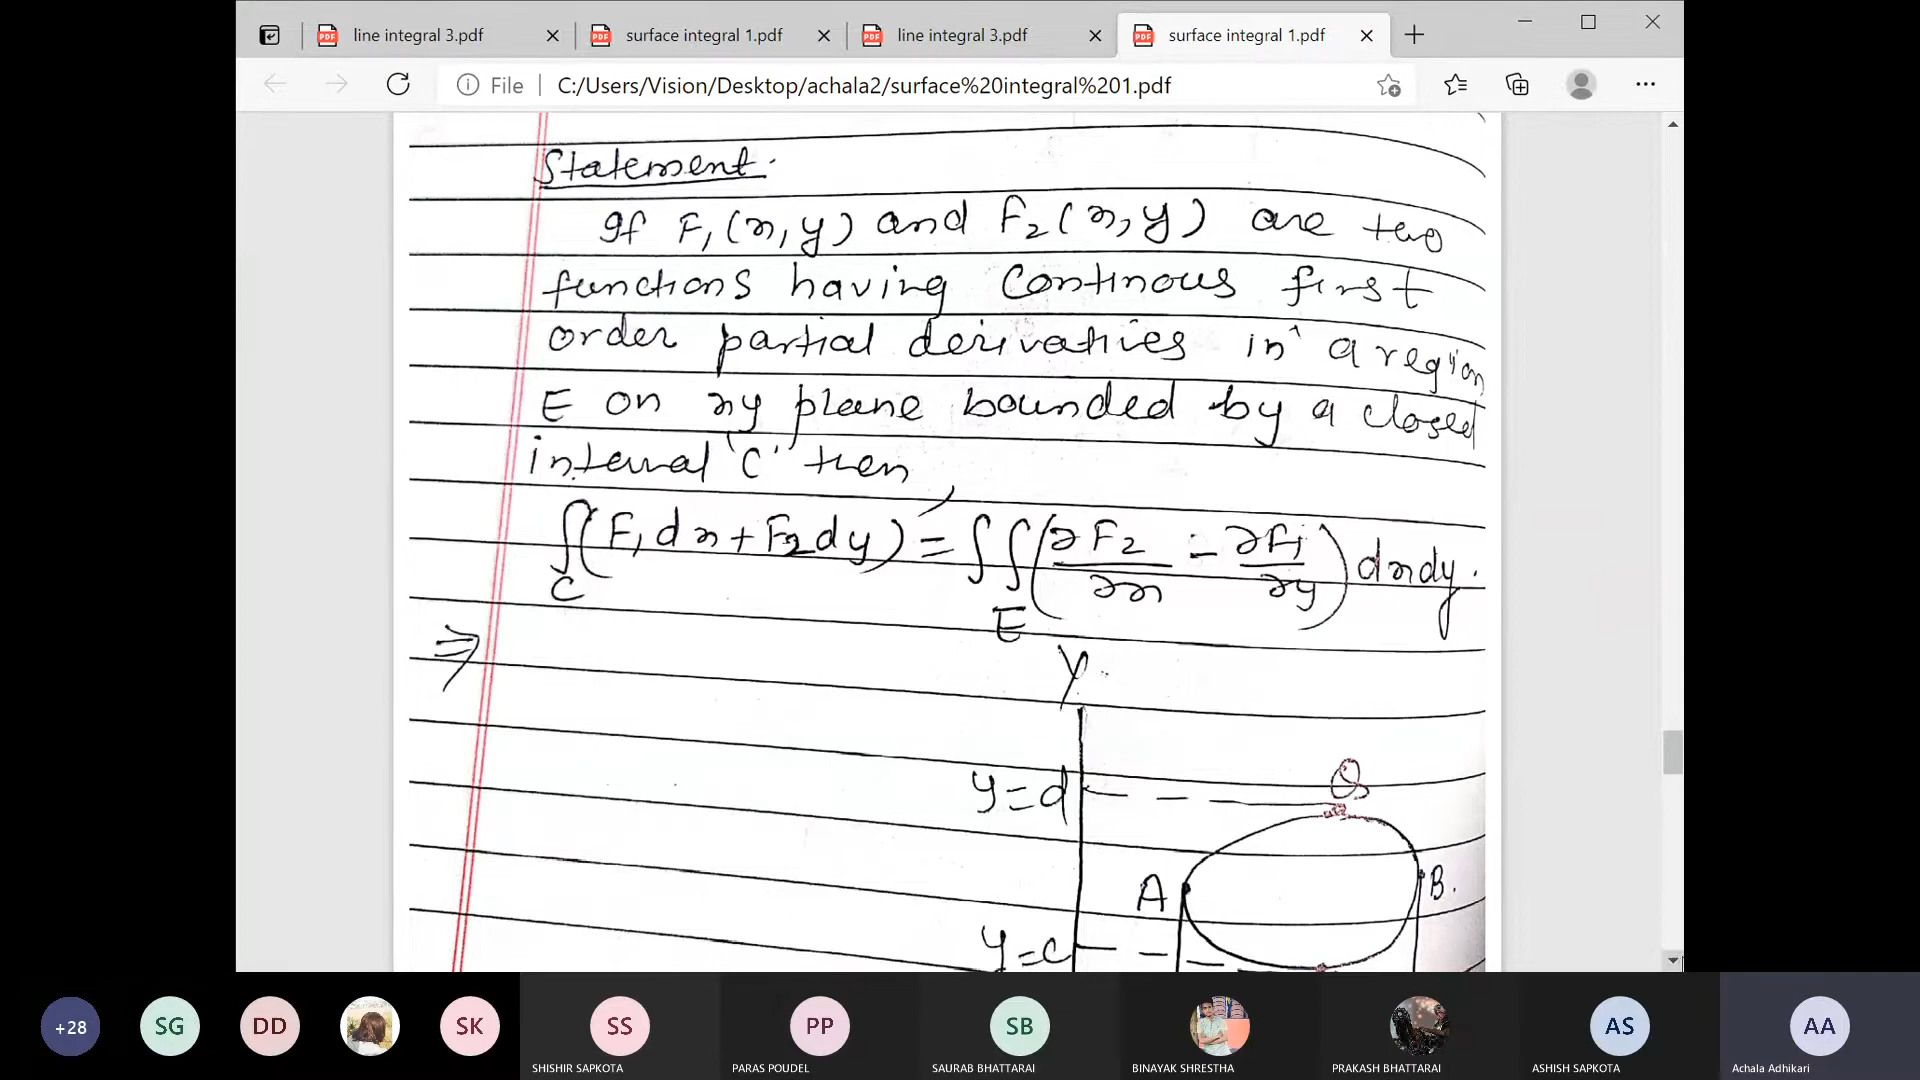 line integral 3.pdf
surface integral 1.pdf
line integral 3.pdf
surface integral 1.pdf
File
C:/Users/Vision/Desktop/achala2/surface%20integral%201.pdf
Statement.
If F₁(x,y) and F₂(x,y) are two
functions having continous first
order partial derivatives in a region
E on xy plane bounded by a closed
interval 'C' then,
∫_C (F₁dx + F₂dy) = ∫∫_E (∂F₂/∂x - ∂F₁/∂y) dxdy.
⇒
Y
y=d
Q
A
B.
y=c
+28
SG
DD
SK
SS
PP
SB
AS
AA
SHISHIR SAPKOTA
PARAS POUDEL
SAURAB BHATTARAI
BINAYAK SHRESTHA
PRAKASH BHATTARAI
ASHISH SAPKOTA
Achala Adhikari